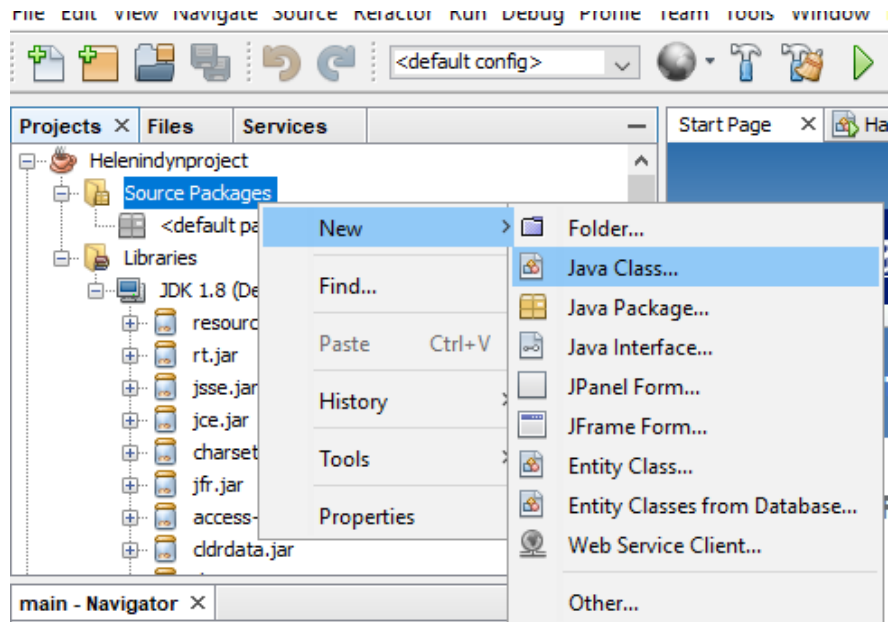 File Edit View Navigate Source Refactor Run Debug Profile Team Tools Window
<default config>
Projects Files Services
Start Page Ha
Helenindynproject
Source Packages
<default pa
Libraries
JDK 1.8 (De
resourc
rt.jar
jsse.jar
jce.jar
charset
jfr.jar
access-
cldrdata.jar
New
Find...
Paste Ctrl+V
History
Tools
Properties
Folder...
Java Class...
Java Package...
Java Interface...
JPanel Form...
JFrame Form...
Entity Class...
Entity Classes from Database...
Web Service Client...
Other...
main - Navigator